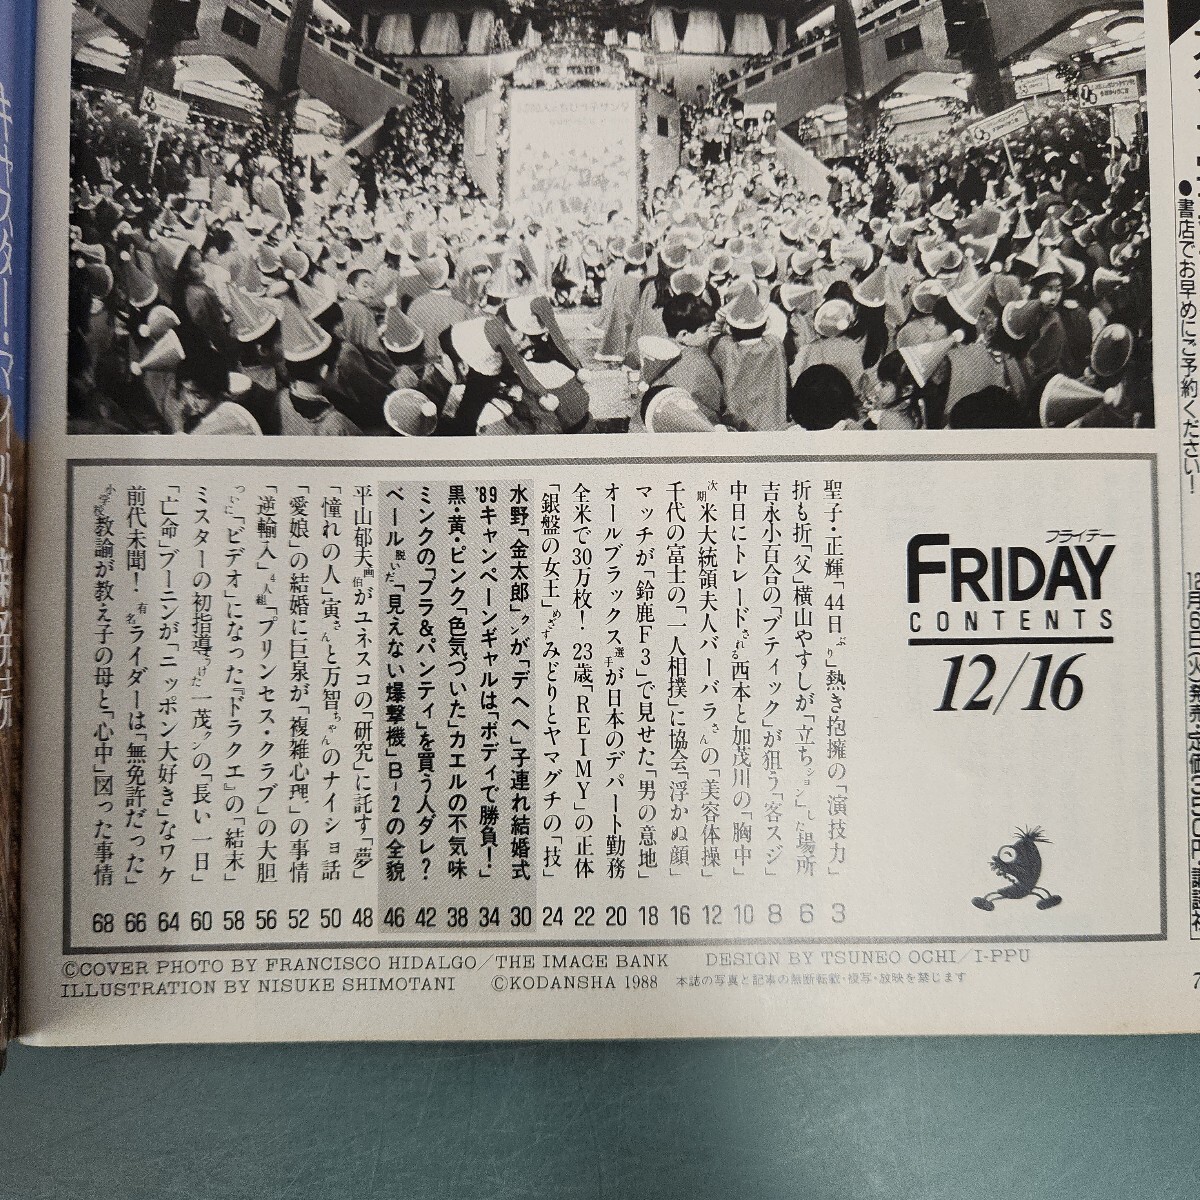 フライデー
FRIDAY
CONTENTS
12/16
聖子・正輝「44日ぶり」熱き抱擁の「演技力」 3
折も折「父」横山やすしが「立ちション」した場所 6
吉永小百合の「ブティック」が狙う「客スジ」 8
中日にトレードされる西本と加茂川の「胸中」 10
次期米大統領夫人バーバラさんの「美容体操」 12
千代の富士の「一人相撲」に協会「浮かぬ顔」 16
マッチが「鈴鹿F3」で見せた「男の意地」 18
オールブラックス選手が日本のデパート勤務 20
全米で30万枚! 23歳「REIMY」の正体 22
「銀盤の女王」めざすみどりとヤマグチの「技」 24
水野「金太郎」クンが「デヘヘ」子連れ結婚式 30
'89キャンペーンギャルは「ボディで勝負!」 34
黒・黄・ピンク「色気づいた」カエルの不気味 38
ミンクの「ブラ&パンティ」を買う人ダレ? 42
ベール脱いだ「見えない爆撃機」B-2の全貌 46
平山郁夫画伯がユネスコの「研究」に託す「夢」 48
「憧れの人」寅さんと万智ちゃんのナイショ話 50
「愛娘」の結婚に巨泉が「複雑心理」の事情 52
「逆輸入」4人組「プリンセス・クラブ」の大胆 56
ついに「ビデオ」になった『ドラクエ』の「結末」 58
ミスターの初指導うけた一茂クンの「長い一日」 60
「亡命」ブーニンが「ニッポン大好き」なワケ 64
前代未聞! 有名ライダーは「無免許だった」 66
小学校教諭が教え子の母と「心中」図った事情 68
©COVER PHOTO BY FRANCISCO HIDALGO/THE IMAGE BANK DESIGN BY TSUNEO OCHI/I-PPU
ILLUSTRATION BY NISUKE SHIMOTANI ©KODANSHA 1988 本誌の写真と記事の無断転載・複写・放映を禁じます
●書店でお早めにご予約ください!